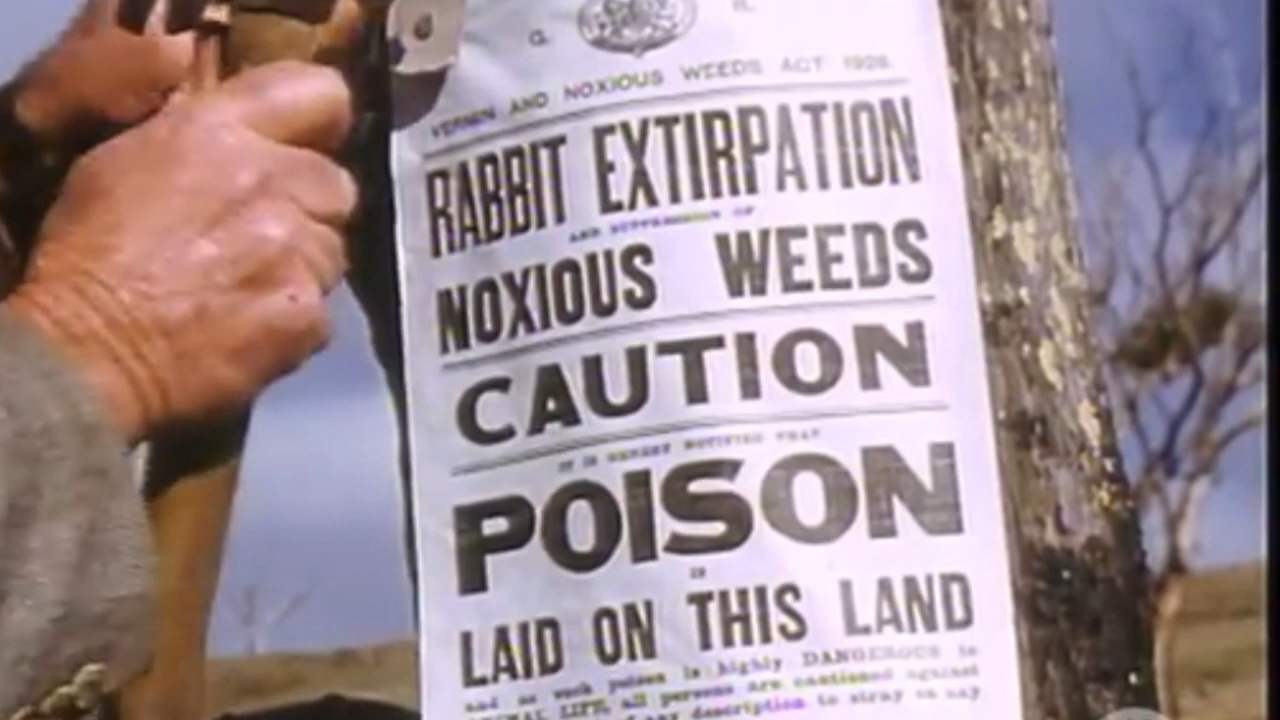 G. R.
VERMIN AND NOXIOUS WEEDS ACT 1928.
RABBIT EXTIRPATION
AND SUPPRESSION OF
NOXIOUS WEEDS
CAUTION
IT IS HEREBY NOTIFIED THAT
POISON
IS
LAID ON THIS LAND
and as such poison is highly DANGEROUS to
ANIMAL LIFE, all persons are cautioned against
any description to stray on any